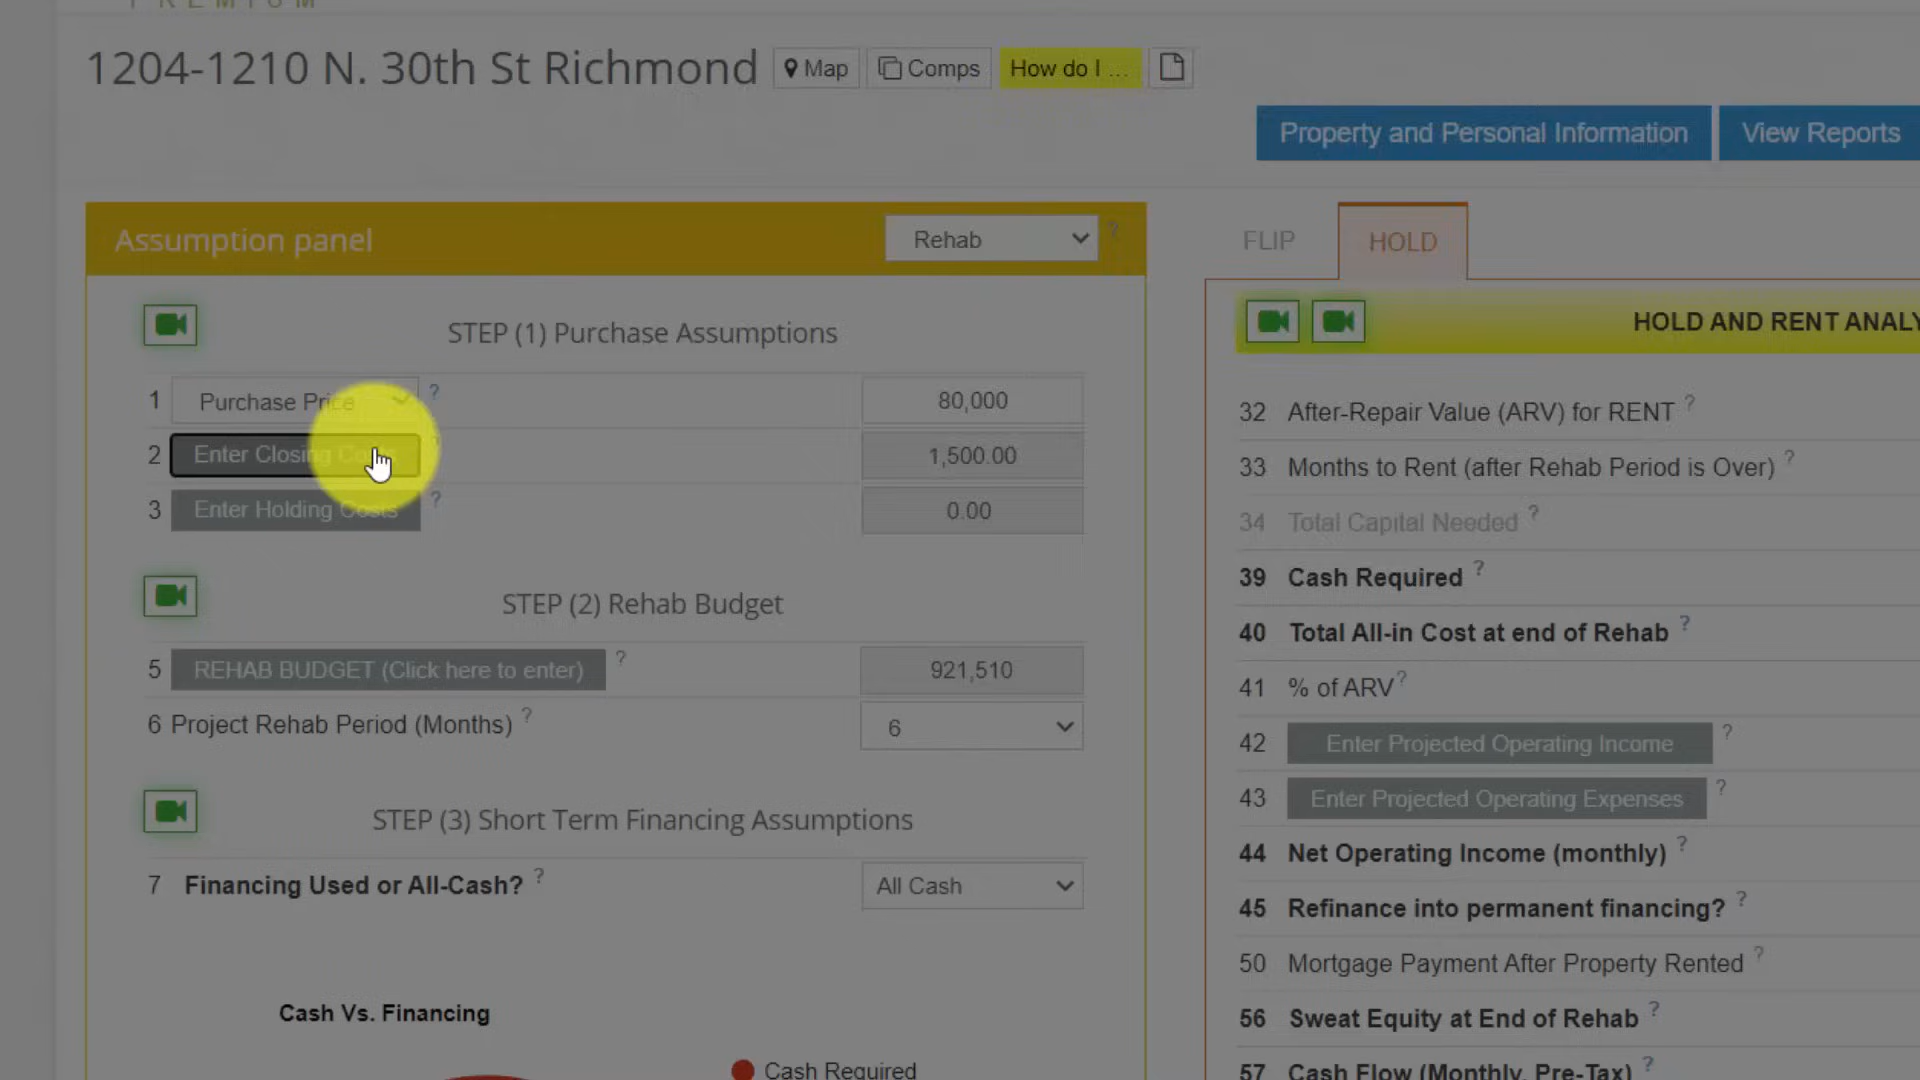 PREMIUM
1204-1210 N. 30th St Richmond Map Comps How do I ...
Property and Personal Information View Reports
Assumption panel Rehab ?
STEP (1) Purchase Assumptions
1 Purchase Price ? 80,000
2 Enter Closing Costs ? 1,500.00
3 Enter Holding Costs ? 0.00
STEP (2) Rehab Budget
5 REHAB BUDGET (Click here to enter) ? 921,510
6 Project Rehab Period (Months) ? 6
STEP (3) Short Term Financing Assumptions
7 Financing Used or All-Cash? ? All Cash
Cash Vs. Financing
Cash Required
FLIP HOLD
HOLD AND RENT ANALY
32 After-Repair Value (ARV) for RENT ?
33 Months to Rent (after Rehab Period is Over) ?
34 Total Capital Needed ?
39 Cash Required ?
40 Total All-in Cost at end of Rehab ?
41 % of ARV ?
42 Enter Projected Operating Income ?
43 Enter Projected Operating Expenses ?
44 Net Operating Income (monthly) ?
45 Refinance into permanent financing? ?
50 Mortgage Payment After Property Rented ?
56 Sweat Equity at End of Rehab ?
57 Cash Flow (Monthly, Pre-Tax) ?